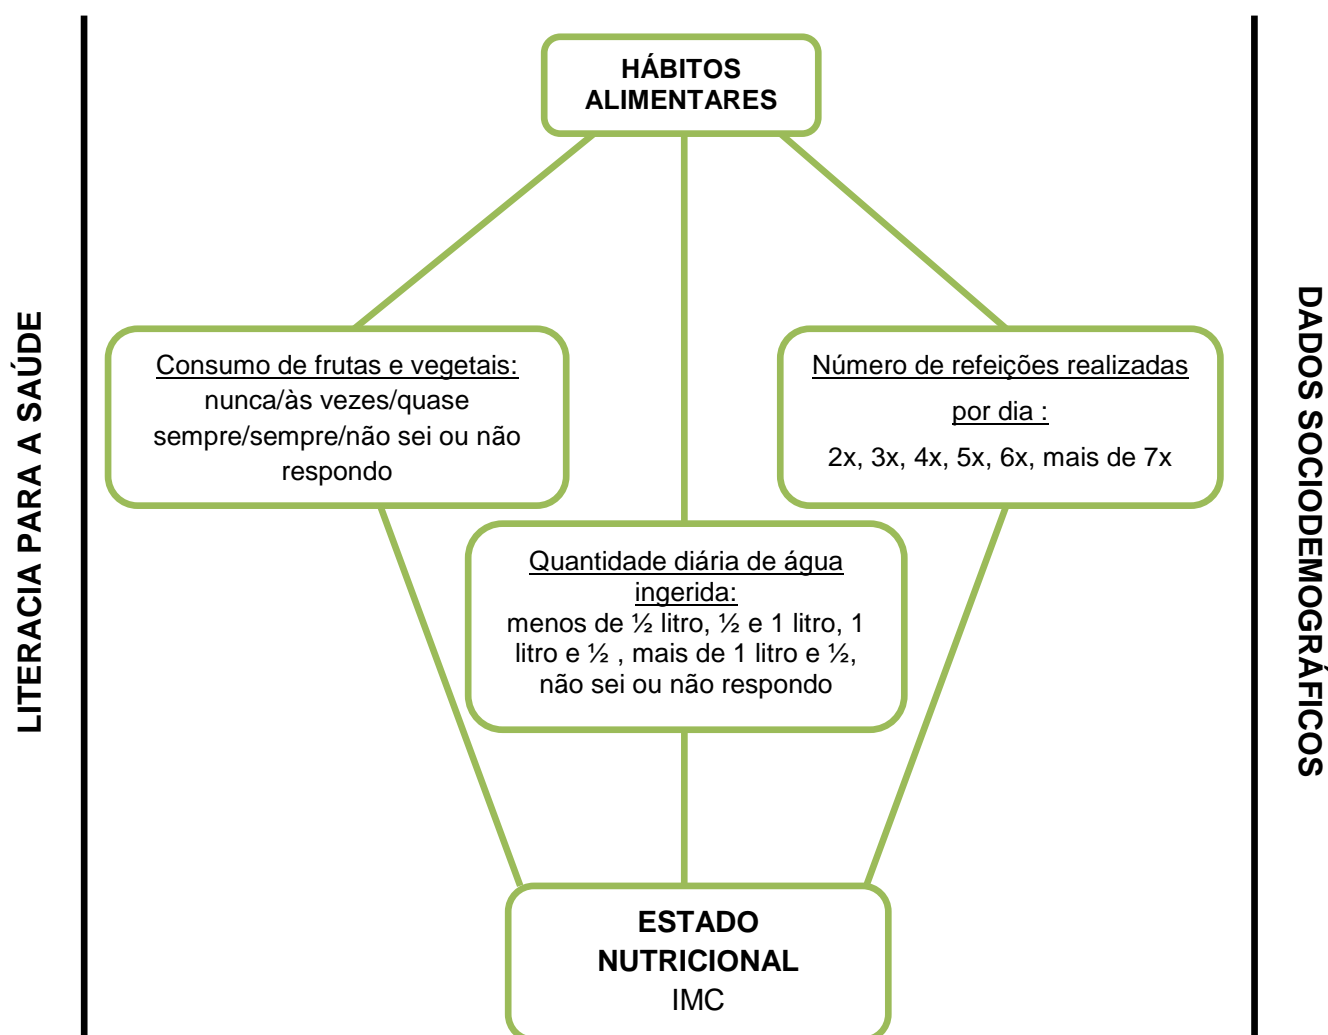 HÁBITOS
ALIMENTARES
LITERACIA PARA A SAÚDE
Consumo de frutas e vegetais:
nunca/às vezes/quase
sempre/sempre/não sei ou não
respondo
Número de refeições realizadas
por dia :
2x, 3x, 4x, 5x, 6x, mais de 7x
DADOS SOCIODEMOGRÁFICOS
Quantidade diária de água
ingerida:
menos de ½ litro, ½ e 1 litro, 1
litro e ½ , mais de 1 litro e ½,
não sei ou não respondo
ESTADO
NUTRICIONAL
IMC